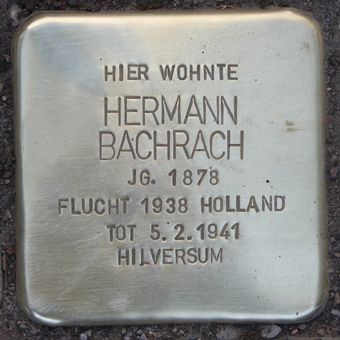 HIER WOHNTE
HERMANN
BACHRACH
JG. 1878
FLUCHT 1938 HOLLAND
TOT 5.2.1941
HILVERSUM